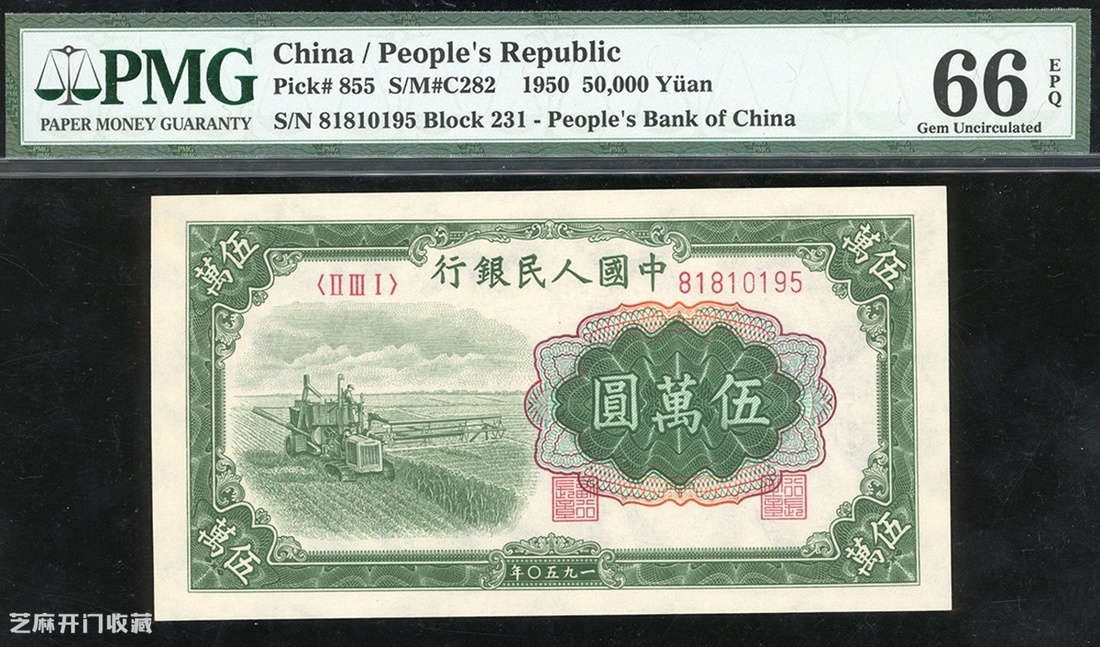 PMG
PAPER MONEY GUARANTY
China / People's Republic
Pick# 855 S/M#C282 1950 50,000 Yüan
S/N 81810195 Block 231 - People's Bank of China
66
EPQ
Gem Uncirculated
伍萬
伍萬
行銀民人國中
〈II III I〉
81810195
圓萬伍
伍萬
伍萬
年〇五九一
芝麻开门收藏